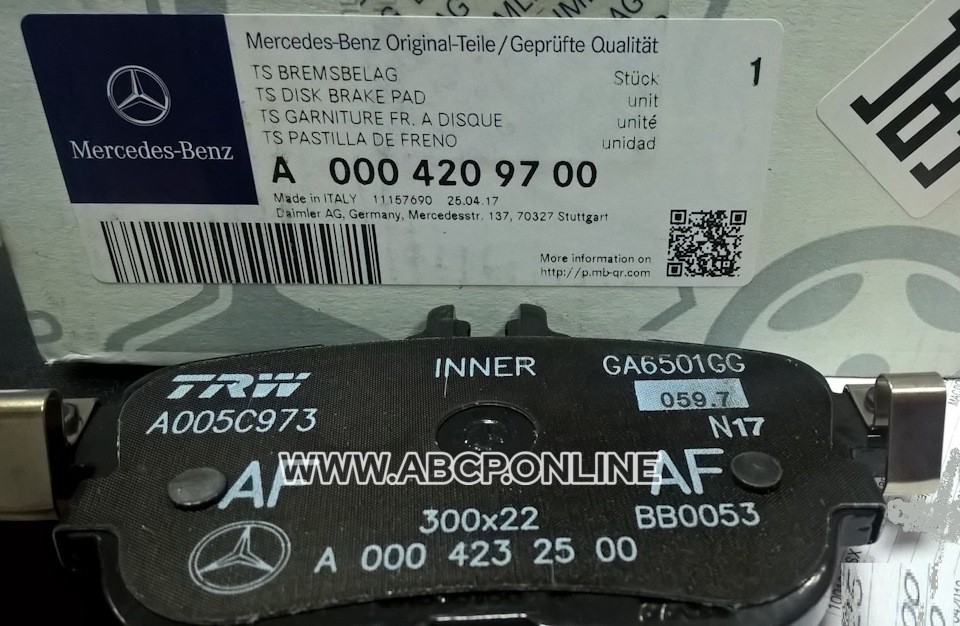 Mercedes-Benz Original-Teile/Geprüfte Qualität
TS BREMSBELAG Stück 1
TS DISK BRAKE PAD unit
TS GARNITURE FR. A DISQUE unité
TS PASTILLA DE FRENO unidad
Mercedes-Benz
A 000 420 97 00
Made in ITALY 11157690 25.04.17
Daimler AG, Germany, Mercedesstr. 137, 70327 Stuttgart
More information on
http://p.mb-qr.com
INNER GA6501GG
TRW 059.7
A005C973 N17
WWW.ABCP.ONLINE
AF AF
300x22 BB0053
A 000 423 25 00